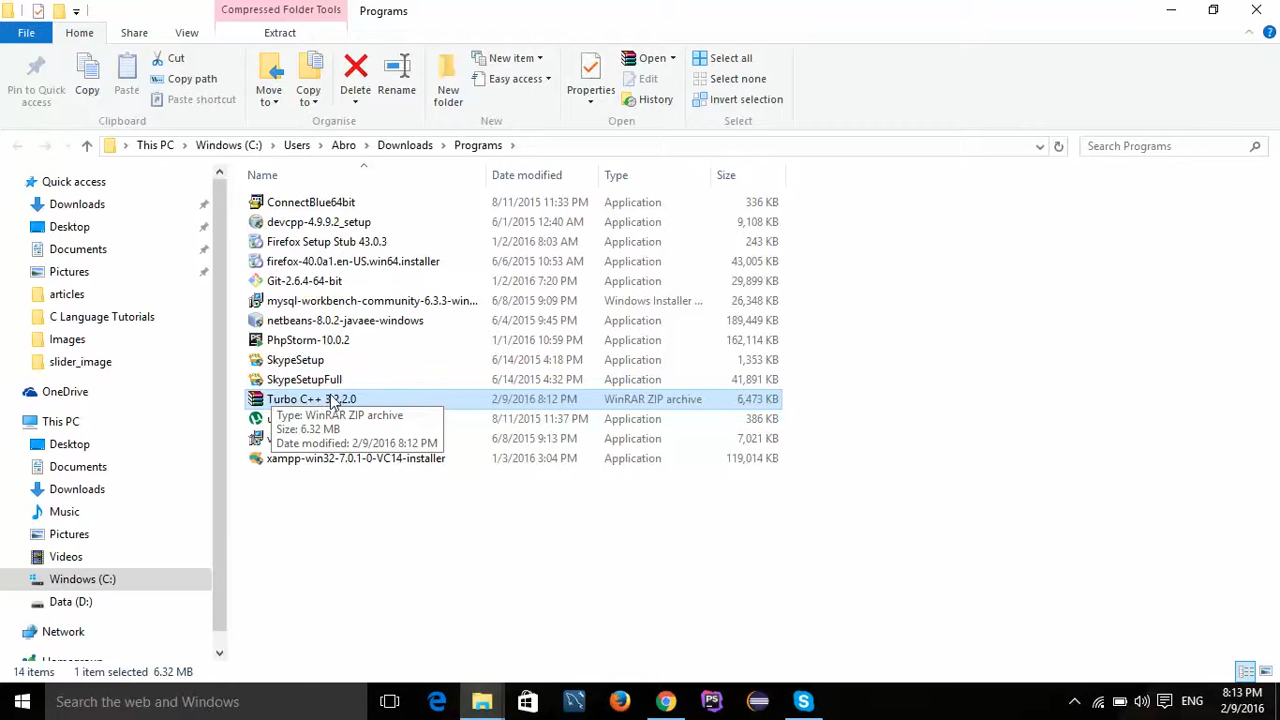 Compressed Folder Tools
Programs
File
Home
Share
View
Extract
Pin to Quick access
Copy
Paste
Cut
Copy path
Paste shortcut
Move to
Copy to
Delete
Rename
New folder
New item
Easy access
Properties
Open
Edit
History
Select all
Select none
Invert selection
Clipboard
Organise
New
Open
Select
This PC
Windows (C:)
Users
Abro
Downloads
Programs
Search Programs
Quick access
Downloads
Desktop
Documents
Pictures
articles
C Language Tutorials
Images
slider_image
OneDrive
This PC
Desktop
Documents
Downloads
Music
Pictures
Videos
Windows (C:)
Data (D:)
Network
Name Date modified Type Size
ConnectBlue64bit 8/11/2015 11:33 PM Application 336 KB
devcpp-4.9.9.2_setup 6/1/2015 12:40 AM Application 9,108 KB
Firefox Setup Stub 43.0.3 1/2/2016 8:03 AM Application 243 KB
firefox-40.0a1.en-US.win64.installer 6/6/2015 10:53 AM Application 43,005 KB
Git-2.6.4-64-bit 1/2/2016 7:20 PM Application 29,899 KB
mysql-workbench-community-6.3.3-win... 6/8/2015 9:09 PM Windows Installer ... 26,348 KB
netbeans-8.0.2-javaee-windows 6/4/2015 9:45 PM Application 189,449 KB
PhpStorm-10.0.2 1/1/2016 10:59 PM Application 162,114 KB
SkypeSetup 6/14/2015 4:18 PM Application 1,353 KB
SkypeSetupFull 6/14/2015 4:32 PM Application 41,891 KB
Turbo C++ 2.0 2/9/2016 8:12 PM WinRAR ZIP archive 6,473 KB
8/11/2015 11:37 PM Application 386 KB
6/8/2015 9:13 PM Application 7,021 KB
xampp-win32-7.0.1-0-VC14-installer 1/3/2016 3:04 PM Application 119,014 KB
Type: WinRAR ZIP archive
Size: 6.32 MB
Date modified: 2/9/2016 8:12 PM
14 items 1 item selected 6.32 MB
Search the web and Windows
ENG
8:13 PM
2/9/2016